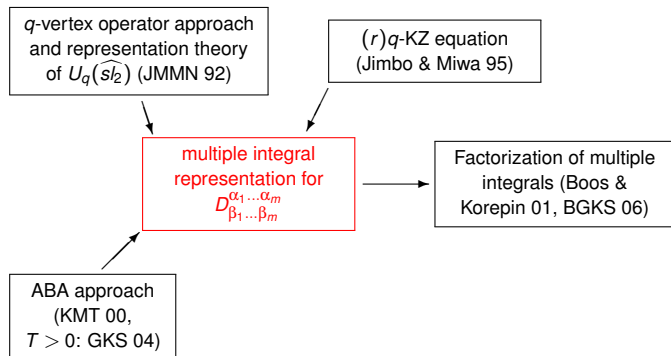 q-vertex operator approach
and representation theory
of U_q(\widehat{sl_2}) (JMMN 92)
(r)q-KZ equation
(Jimbo & Miwa 95)
multiple integral
representation for
D^{α_1...α_m}_{β_1...β_m}
Factorization of multiple
integrals (Boos &
Korepin 01, BGKS 06)
ABA approach
(KMT 00,
T > 0: GKS 04)